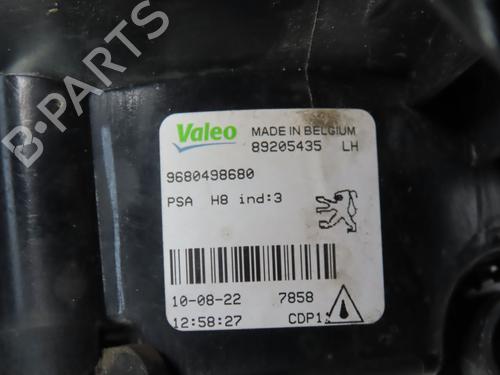 Valeo MADE IN BELGIUM
89205435 LH
9680498680
PSA H8 ind:3
10-08-22 7858
12:58:27 CDP1
B-PARTS